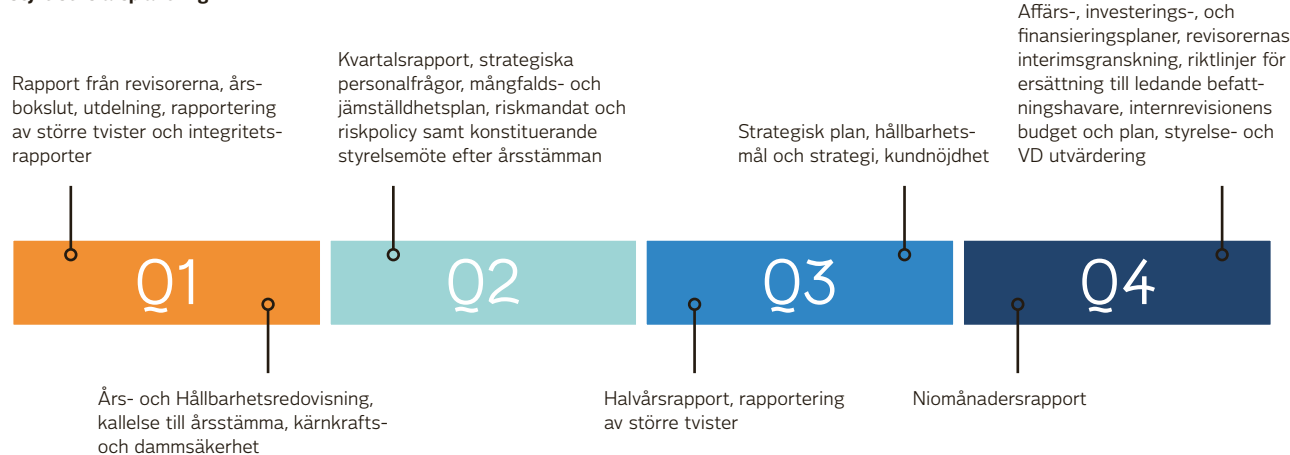 Rapport från revisorerna, års-
bokslut, utdelning, rapportering
av större tvister och integritets-
rapporter
Kvartalsrapport, strategiska
personalfrågor, mångfalds- och
jämställdhetsplan, riskmandat och
riskpolicy samt konstituerande
styrelsemöte efter årsstämman
Strategisk plan, hållbarhets-
mål och strategi, kundnöjdhet
Affärs-, investerings-, och
finansieringsplaner, revisorernas
interimsgranskning, riktlinjer för
ersättning till ledande befatt-
ningshavare, internrevisionens
budget och plan, styrelse- och
VD utvärdering
Q1
Q2
Q3
Q4
Års- och Hållbarhetsredovisning,
kallelse till årsstämma, kärnkrafts-
och dammsäkerhet
Halvårsrapport, rapportering
av större tvister
Niomånadersrapport